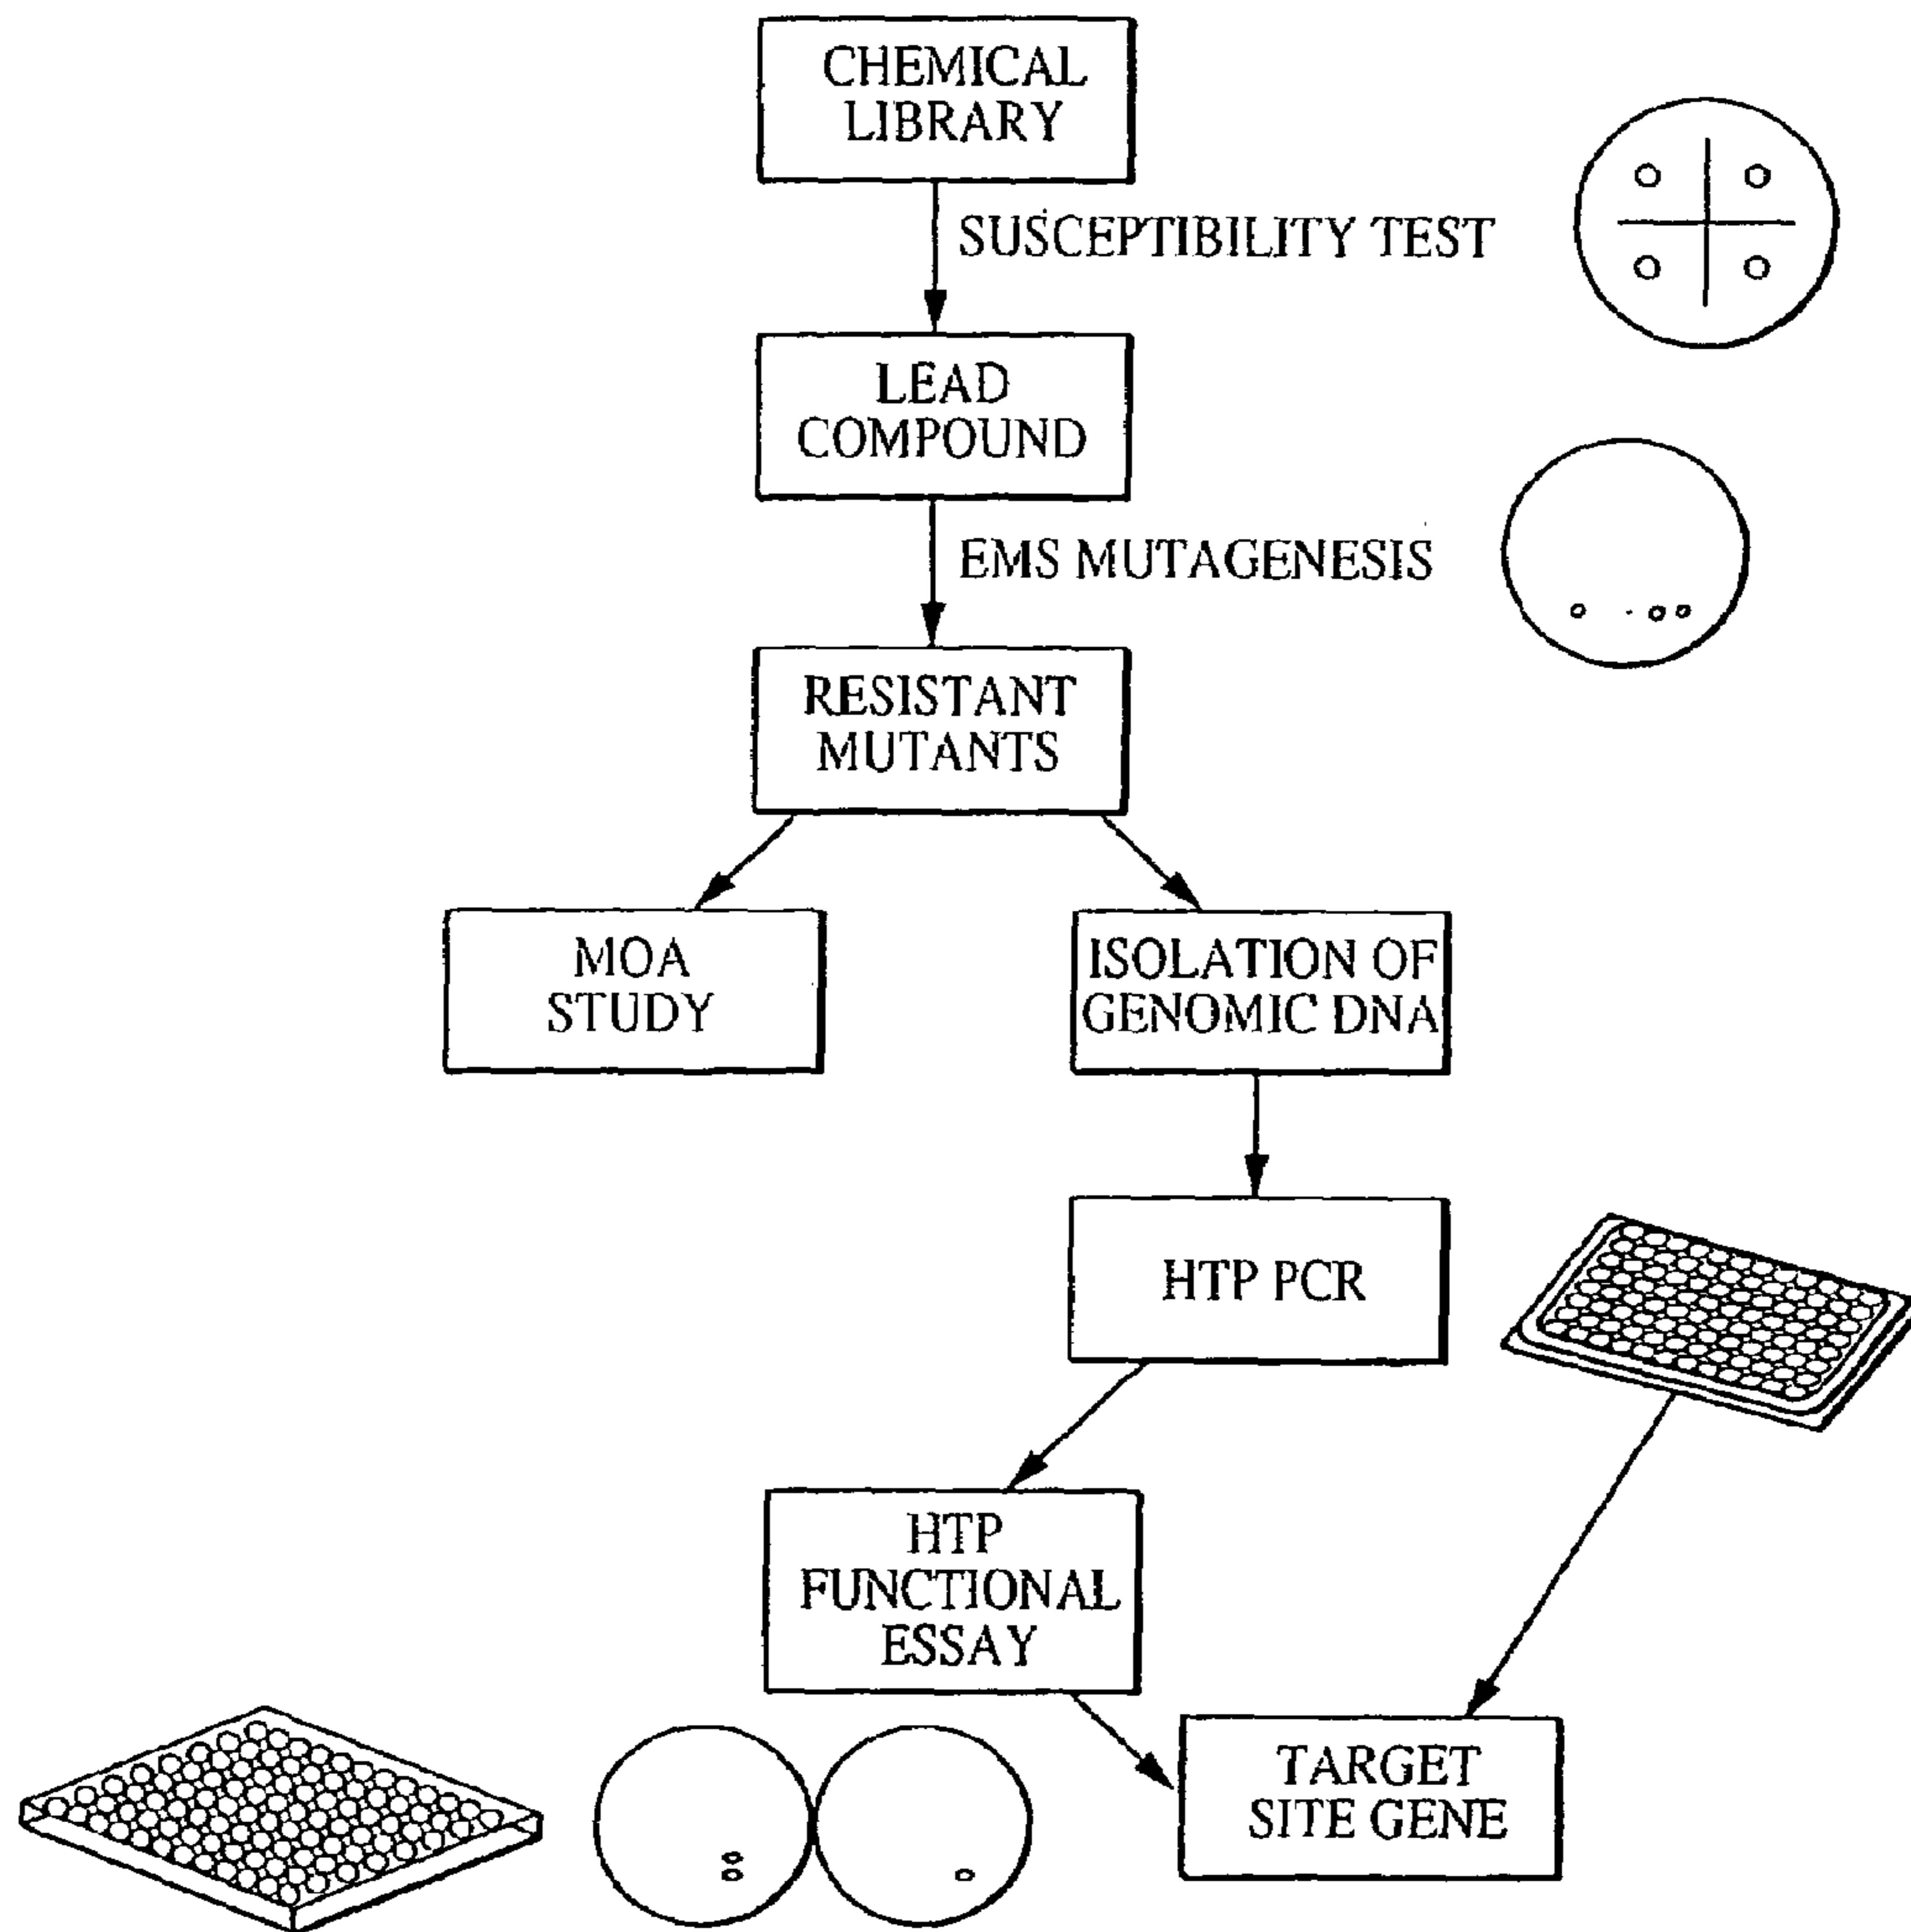 CHEMICAL
LIBRARY
SUSCEPTIBILITY TEST
LEAD
COMPOUND
EMS MUTAGENESIS
RESISTANT
MUTANTS
MOA
STUDY
ISOLATION OF
GENOMIC DNA
HTP PCR
HTP
FUNCTIONAL
ESSAY
TARGET
SITE GENE